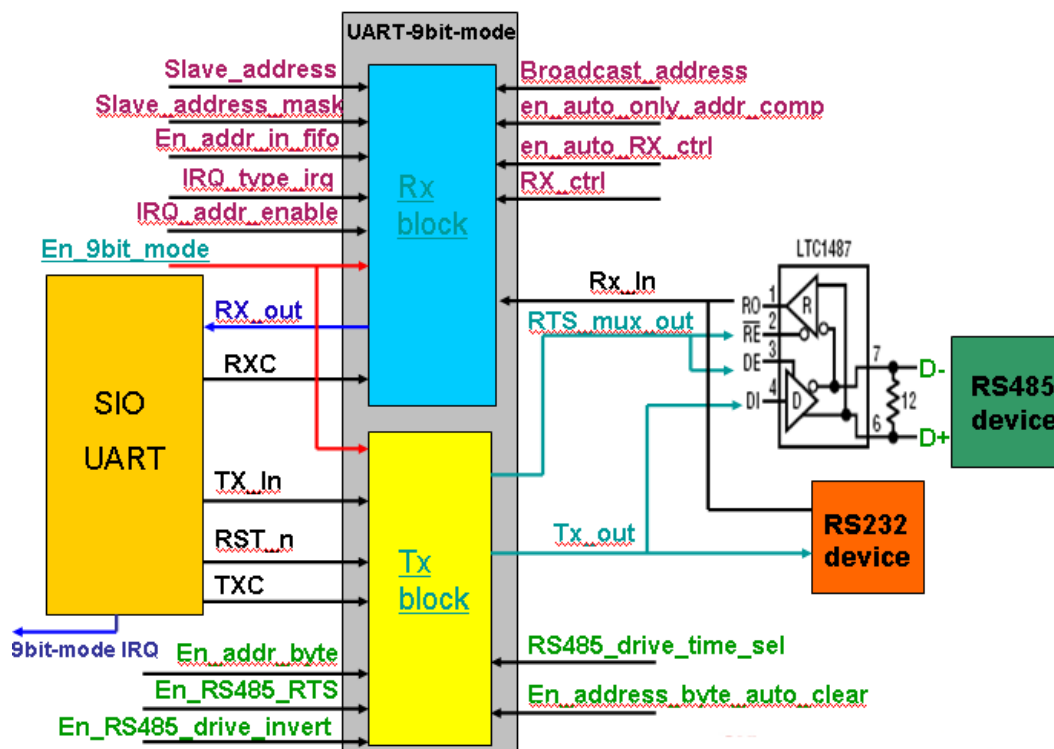 UART-9bit-mode
Slave_address
Broadcast_address
Slave_address_mask
en_auto_only_addr_comp
En_addr_in_fifo
en_auto_RX_ctrl
IRQ_type_irq
RX_ctrl
IRQ_addr_enable
Rx
block
En_9bit_mode
LTC1487
Rx_In
RO 1 R
RX_out
RTS_mux_out
RE 2
DE 3
7
D-
RXC
DI 4 D
12
6
D+
RS485
device
SIO
UART
TX_In
RST_n
Tx_out
RS232
device
TXC
Tx
block
9bit-mode IRQ
En_addr_byte
RS485_drive_time_sel
En_RS485_RTS
En_address_byte_auto_clear
En_RS485_drive_invert